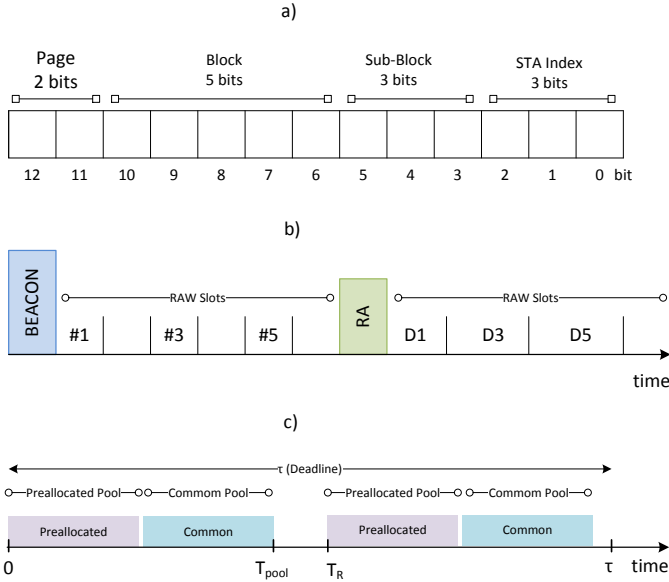 a)
Page
2 bits
Block
5 bits
Sub-Block
3 bits
STA Index
3 bits
12 11 10 9 8 7 6 5 4 3 2 1 0 bit
b)
BEACON
RAW Slots
RA
RAW Slots
#1 #3 #5 D1 D3 D5
time
c)
τ (Deadline)
Preallocated Pool Commom Pool Preallocated Pool Commom Pool
Preallocated Common Preallocated Common
0 Tpool TR τ time